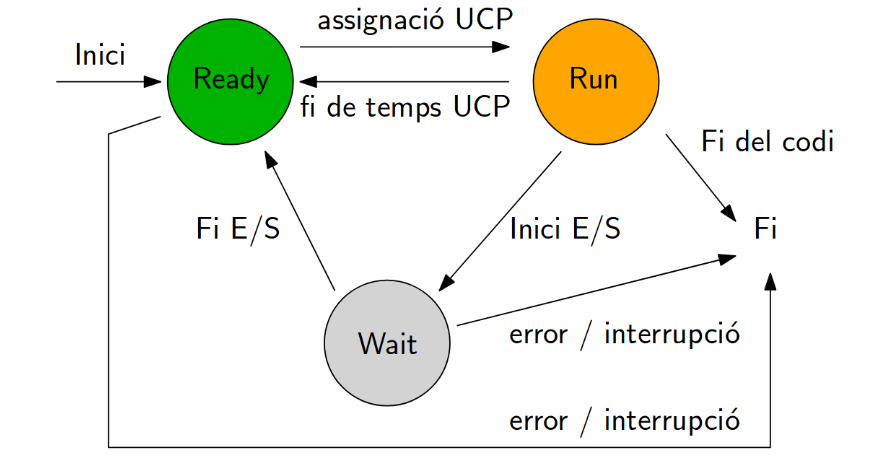 assignació UCP
Inici
Ready
Run
fi de temps UCP
Fi del codi
Fi E/S
Inici E/S
Fi
Wait
error / interrupció
error / interrupció